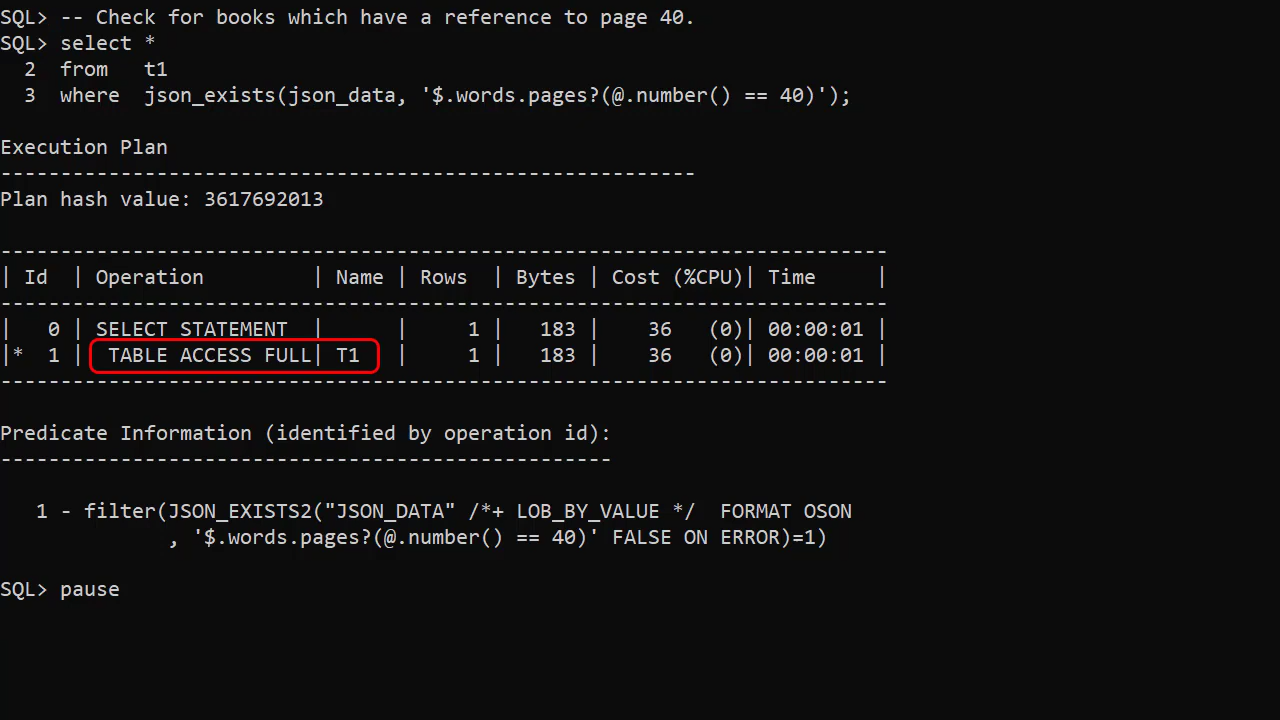 SQL> -- Check for books which have a reference to page 40.
SQL> select *
  2  from   t1
  3  where  json_exists(json_data, '$.words.pages?(@.number() == 40)');

Execution Plan
----------------------------------------------------------
Plan hash value: 3617692013

--------------------------------------------------------------------------
| Id  | Operation         | Name | Rows  | Bytes | Cost (%CPU)| Time     |
--------------------------------------------------------------------------
|   0 | SELECT STATEMENT  |      |     1 |   183 |    36   (0)| 00:00:01 |
|*  1 |  TABLE ACCESS FULL| T1   |     1 |   183 |    36   (0)| 00:00:01 |
--------------------------------------------------------------------------

Predicate Information (identified by operation id):
---------------------------------------------------

   1 - filter(JSON_EXISTS2("JSON_DATA" /*+ LOB_BY_VALUE */  FORMAT OSON
              , '$.words.pages?(@.number() == 40)' FALSE ON ERROR)=1)

SQL> pause